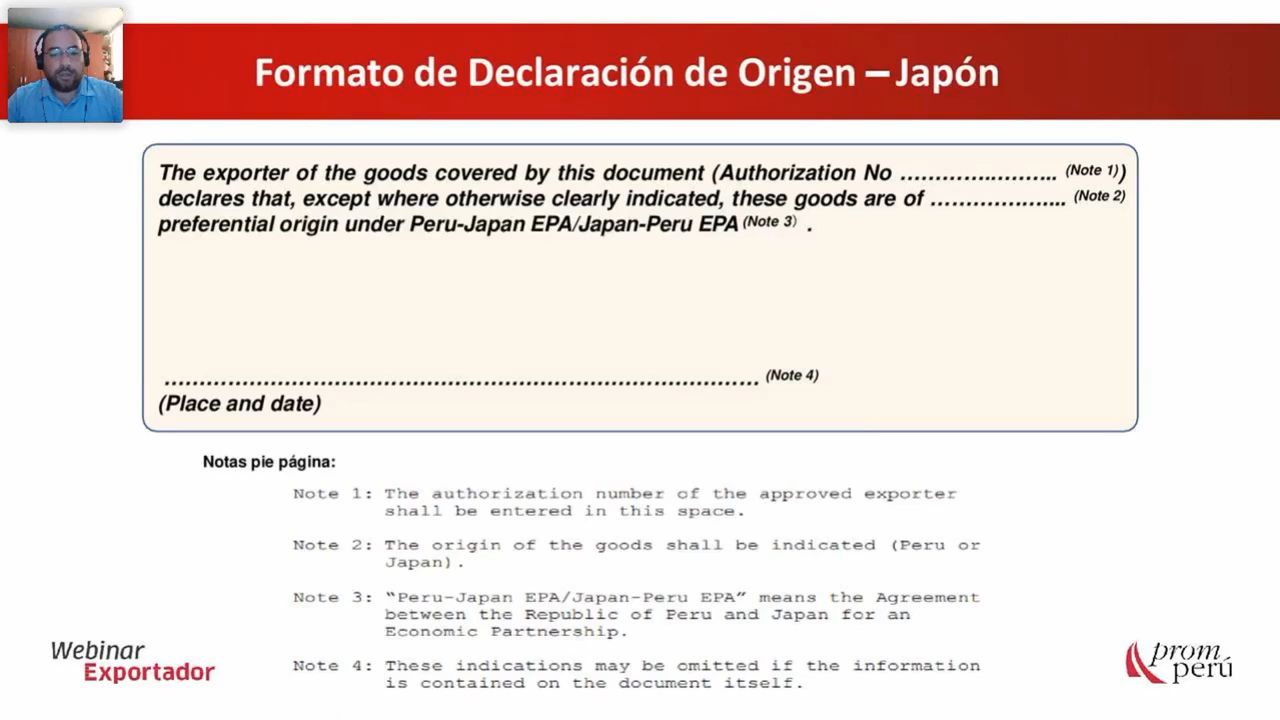 Formato de Declaración de Origen – Japón
The exporter of the goods covered by this document (Authorization No ………….……….. (Note 1))
declares that, except where otherwise clearly indicated, these goods are of …………….….... (Note 2)
preferential origin under Peru-Japan EPA/Japan-Peru EPA (Note 3) .
………………………………………………………………………… (Note 4)
(Place and date)
Notas pie página:
Note 1: The authorization number of the approved exporter
shall be entered in this space.
Note 2: The origin of the goods shall be indicated (Peru or
Japan).
Note 3: “Peru-Japan EPA/Japan-Peru EPA” means the Agreement
between the Republic of Peru and Japan for an
Economic Partnership.
Note 4: These indications may be omitted if the information
is contained on the document itself.
Webinar
Exportador
prom
perú